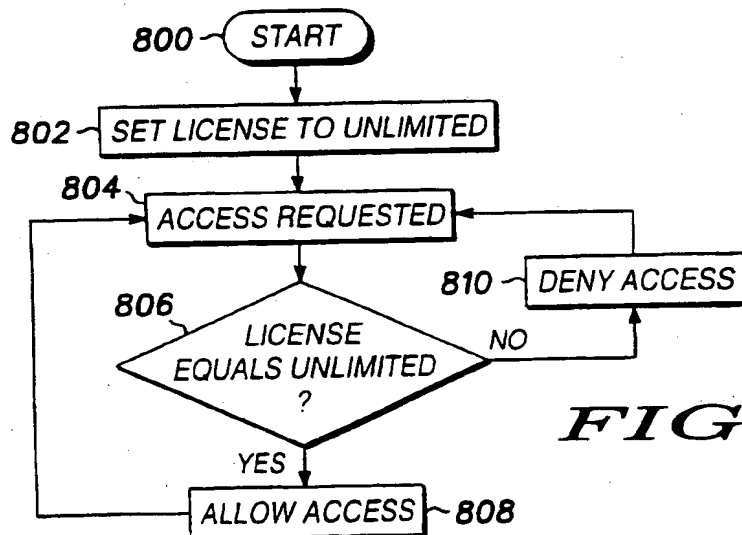 800
START
802
SET LICENSE TO UNLIMITED
804
ACCESS REQUESTED
810
DENY ACCESS
806
LICENSE
EQUALS UNLIMITED
?
NO
FIG
YES
ALLOW ACCESS
808